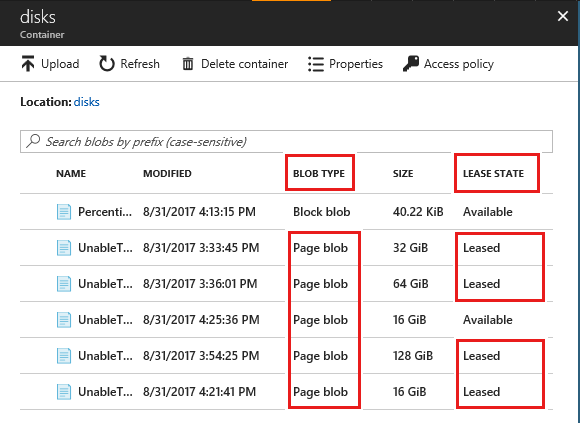 disks
Container
Upload Refresh Delete container Properties Access policy
Location: disks
Search blobs by prefix (case-sensitive)
NAME MODIFIED BLOB TYPE SIZE LEASE STATE
Percenti... 8/31/2017 4:13:15 PM Block blob 40.22 KiB Available
UnableT... 8/31/2017 3:33:45 PM Page blob 32 GiB Leased
UnableT... 8/31/2017 3:36:01 PM Page blob 64 GiB Leased
UnableT... 8/31/2017 4:25:36 PM Page blob 16 GiB Available
UnableT... 8/31/2017 3:54:25 PM Page blob 128 GiB Leased
UnableT... 8/31/2017 4:21:41 PM Page blob 16 GiB Leased